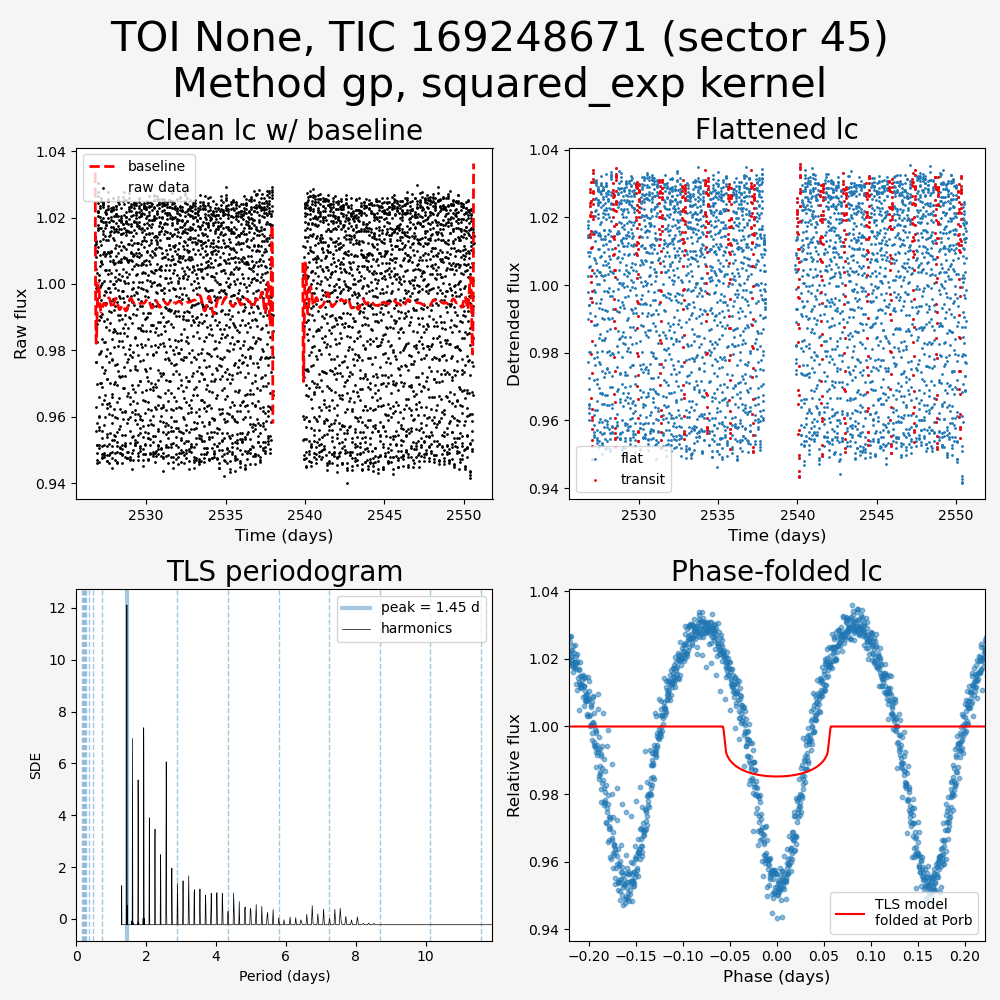 TOI None, TIC 169248671 (sector 45)
Method gp, squared_exp kernel
Clean lc w/ baseline
Raw flux
1.04
1.02
1.00
0.98
0.96
0.94
baseline
raw data
2530
2535
2540
2545
2550
Time (days)
Flattened lc
Detrended flux
1.04
1.02
1.00
0.98
0.96
0.94
flat
transit
2530
2535
2540
2545
2550
Time (days)
TLS periodogram
SDE
12
10
8
6
4
2
0
peak = 1.45 d
harmonics
0
2
4
6
8
10
Period (days)
Phase-folded lc
Relative flux
1.04
1.02
1.00
0.98
0.96
0.94
TLS model
folded at Porb
−0.20
−0.15
−0.10
−0.05
0.00
0.05
0.10
0.15
0.20
Phase (days)